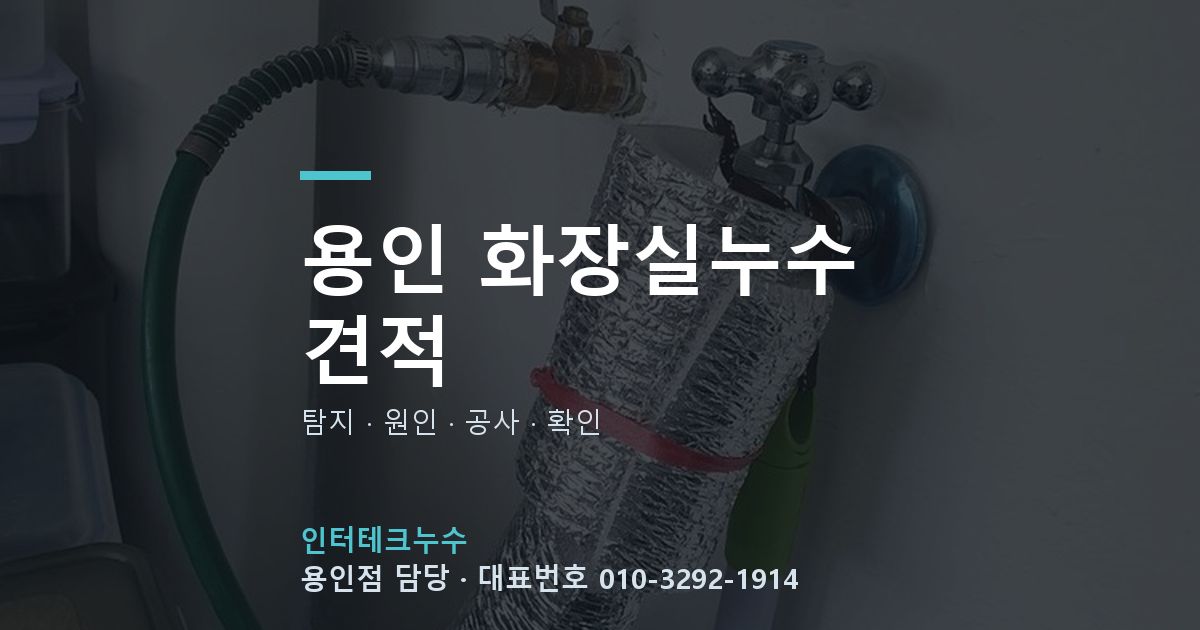 용인 화장실누수
견적
탐지 · 원인 · 공사 · 확인
인터테크누수
용인점 담당 · 대표번호 010-3292-1914